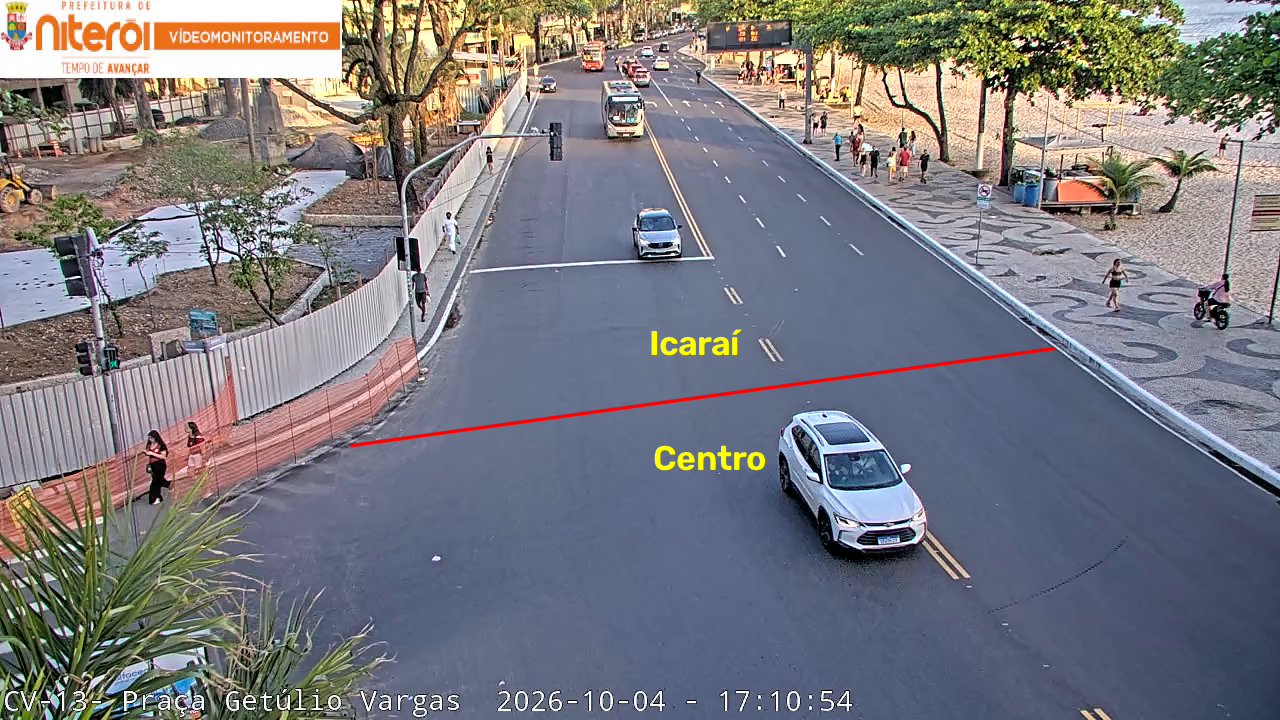 PREFEITURA DE
Niterói
VÍDEOMONITORAMENTO
TEMPO DE AVANÇAR
Icaraí
Centro
CV-13- Praça Getúlio Vargas 2026-10-04 - 17:10:54